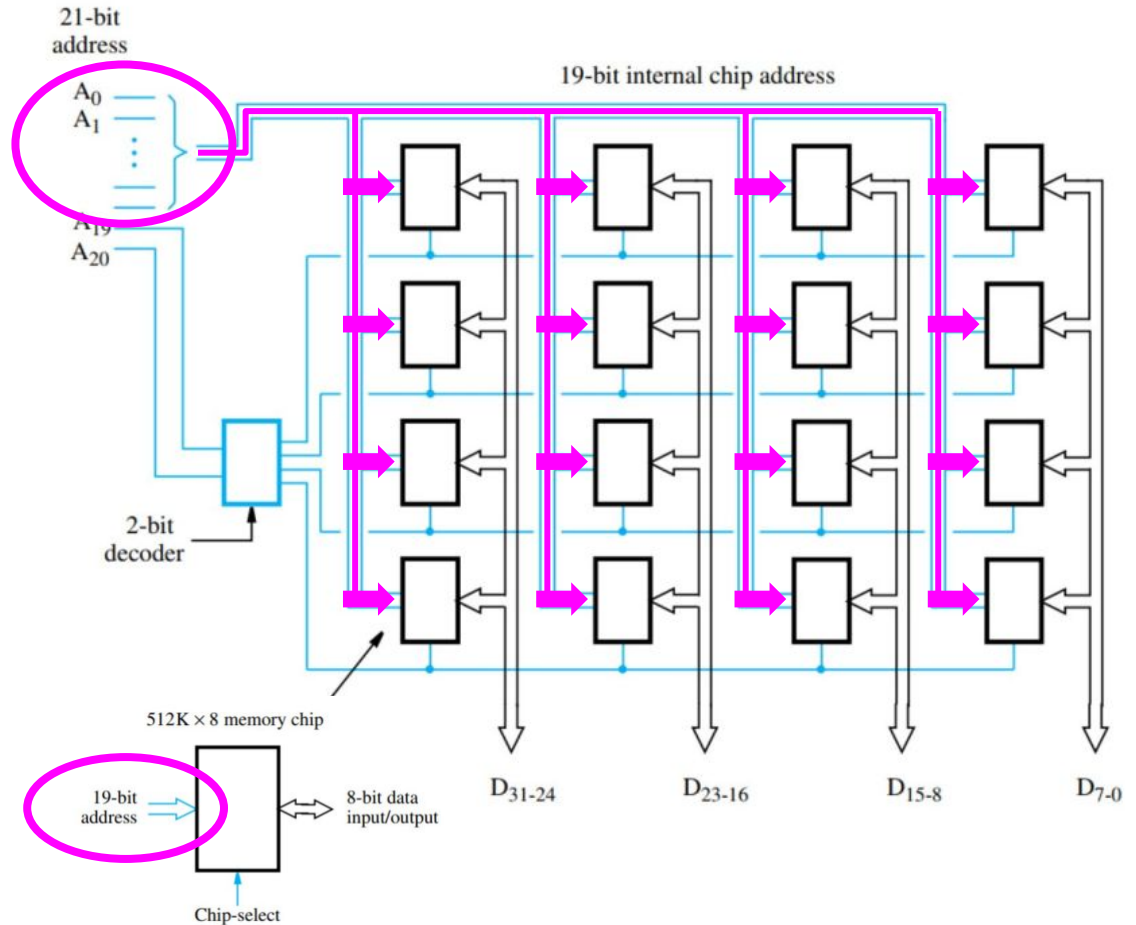 21-bit
address
A0
A1
A19
A20
19-bit internal chip address
2-bit
decoder
512K × 8 memory chip
19-bit
address
8-bit data
input/output
Chip-select
D31-24
D23-16
D15-8
D7-0